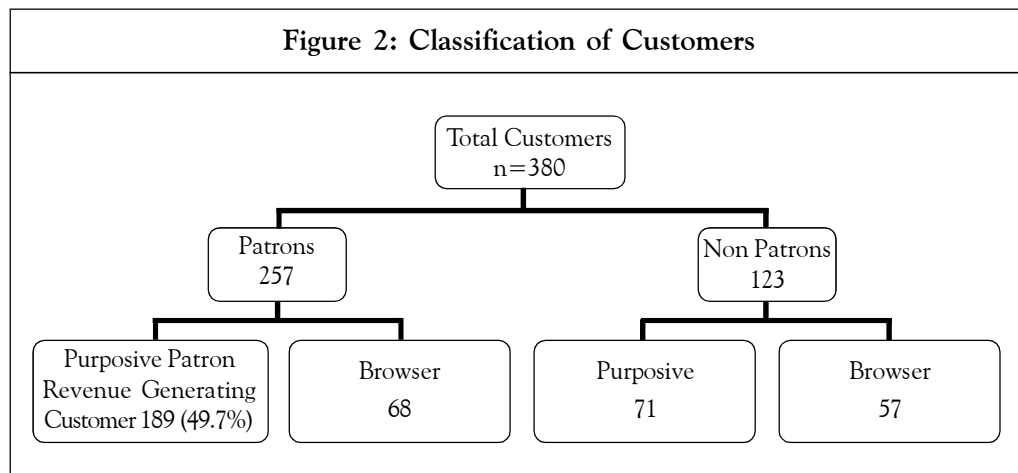 Figure 2: Classification of Customers
Total Customers
n=380
Patrons
257
Non Patrons
123
Purposive Patron
Revenue Generating
Customer 189 (49.7%)
Browser
68
Purposive
71
Browser
57